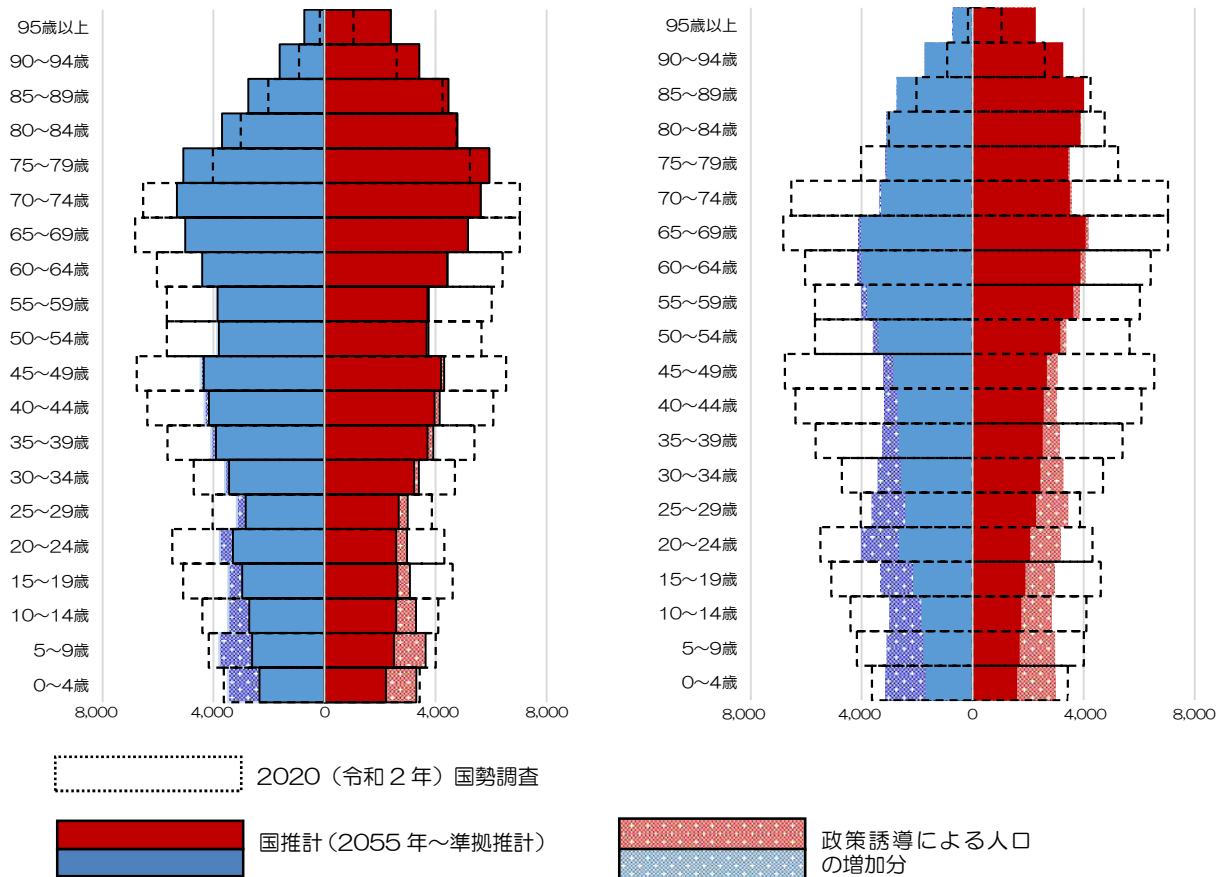 95歳以上
90～94歳
85～89歳
80～84歳
75～79歳
70～74歳
65～69歳
60～64歳
55～59歳
50～54歳
45～49歳
40～44歳
35～39歳
30～34歳
25～29歳
20～24歳
15～19歳
10～14歳
5～9歳
0～4歳
8,000 4,000 0 4,000 8,000
95歳以上
90～94歳
85～89歳
80～84歳
75～79歳
70～74歳
65～69歳
60～64歳
55～59歳
50～54歳
45～49歳
40～44歳
35～39歳
30～34歳
25～29歳
20～24歳
15～19歳
10～14歳
5～9歳
0～4歳
8,000 4,000 0 4,000 8,000
2020（令和２年）国勢調査
国推計（2055年～準拠推計）
政策誘導による人口
の増加分